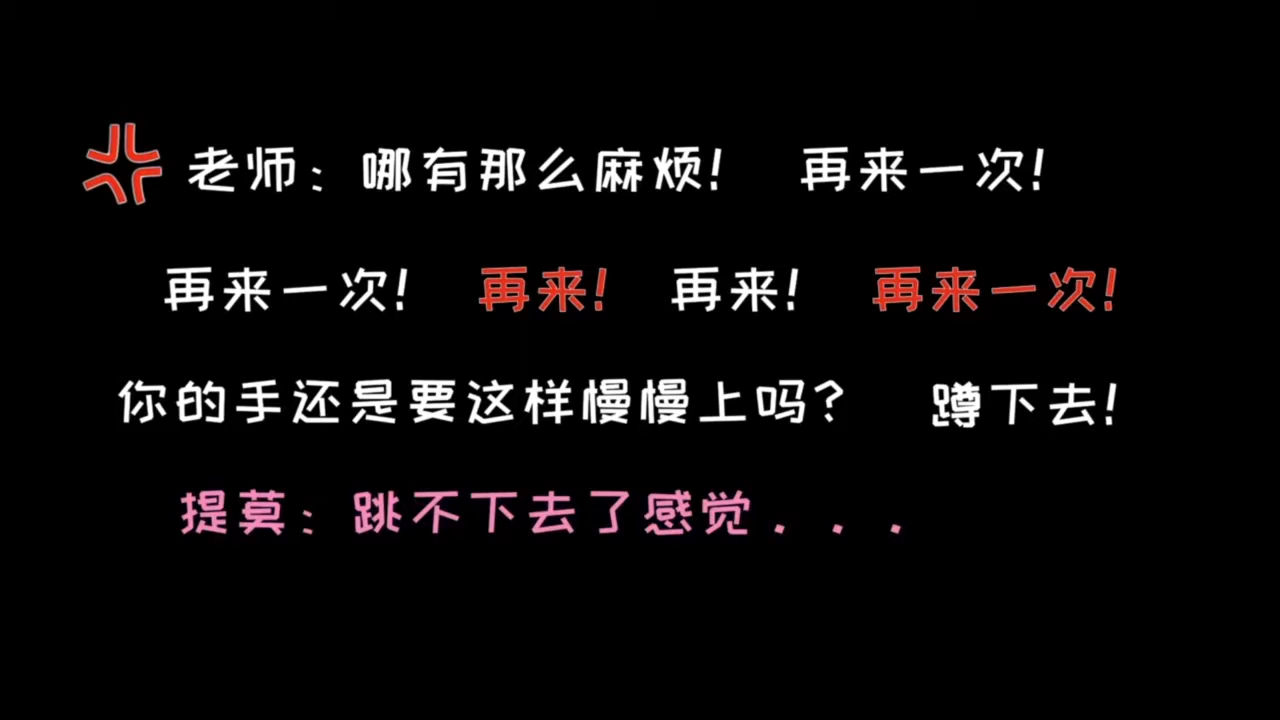 老师：哪有那么麻烦！ 再来一次！
再来一次！ 再来！ 再来！ 再来一次！
你的手还是要这样慢慢上吗？ 蹲下去！
提莫：跳不下去了感觉...